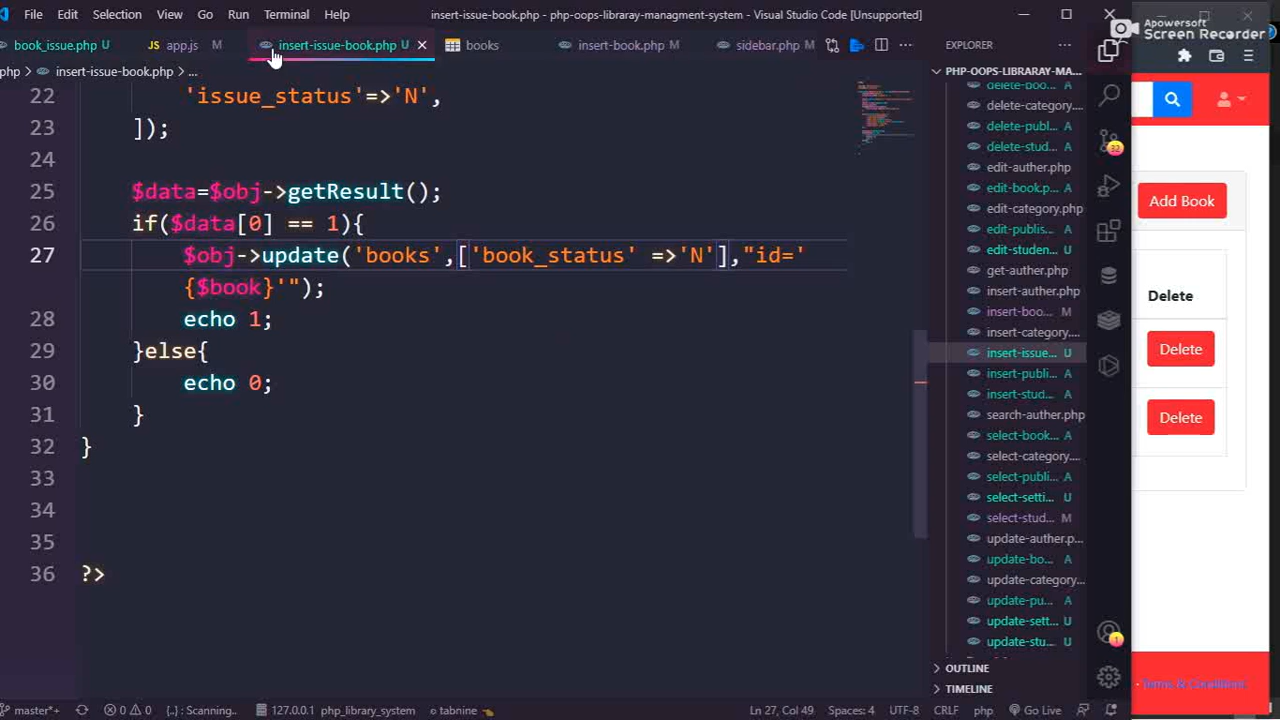 File Edit Selection View Go Run Terminal Help insert-issue-book.php - php-oops-libraray-managment-system - Visual Studio Code [Unsupported]
Apowersoft
Screen Recorder
book_issue.php U JS app.js M insert-issue-book.php U books insert-book.php M sidebar.php M EXPLORER
php insert-issue-book.php ...
PHP-OOPS-LIBRARAY-MA...
22 'issue_status'=>'N',
23 ]);
24
25 $data=$obj->getResult();
26 if($data[0] == 1){
27 $obj->update('books',['book_status' =>'N'],"id='
{$book}'");
28 echo 1;
29 }else{
30 echo 0;
31 }
32 }
33
34
35
36 ?>
delete-boo... A
delete-category...
delete-publ... A
delete-stud... A
edit-auther.php
edit-book.p... A
edit-category.php
edit-publis... A
edit-studen... U
get-auther.php
insert-auther.php
insert-boo... M
insert-category....
insert-issue... U
insert-publi... A
insert-stud... A
search-auther.php
select-book... A
select-category....
select-publi... A
select-setti... U
select-stud... M
update-auther.p...
update-bo... A
update-category...
update-pu... A
update-sett... U
update-stu... U
OUTLINE
TIMELINE
32
1
Add Book
Delete
Delete
Delete
Terms & Conditions
master*+ 0 0 {..} : Scanning... 127.0.0.1 php_library_system tabnine Ln 27, Col 49 Spaces: 4 UTF-8 CRLF php Go Live